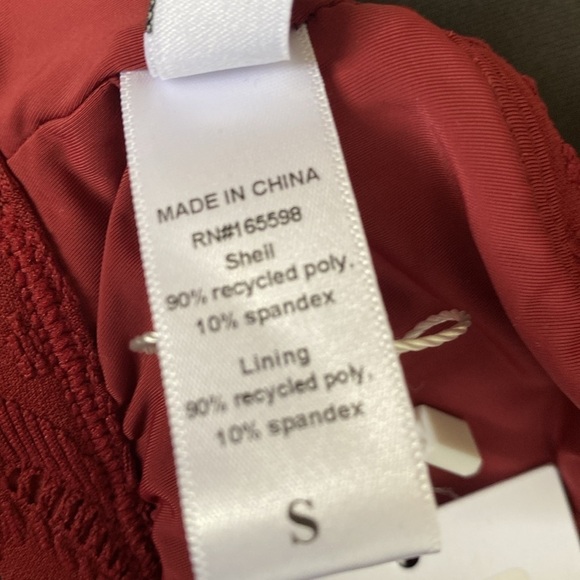 MADE IN CHINA
RN#165598
Shell
90% recycled poly,
10% spandex
Lining
90% recycled poly,
10% spandex
S